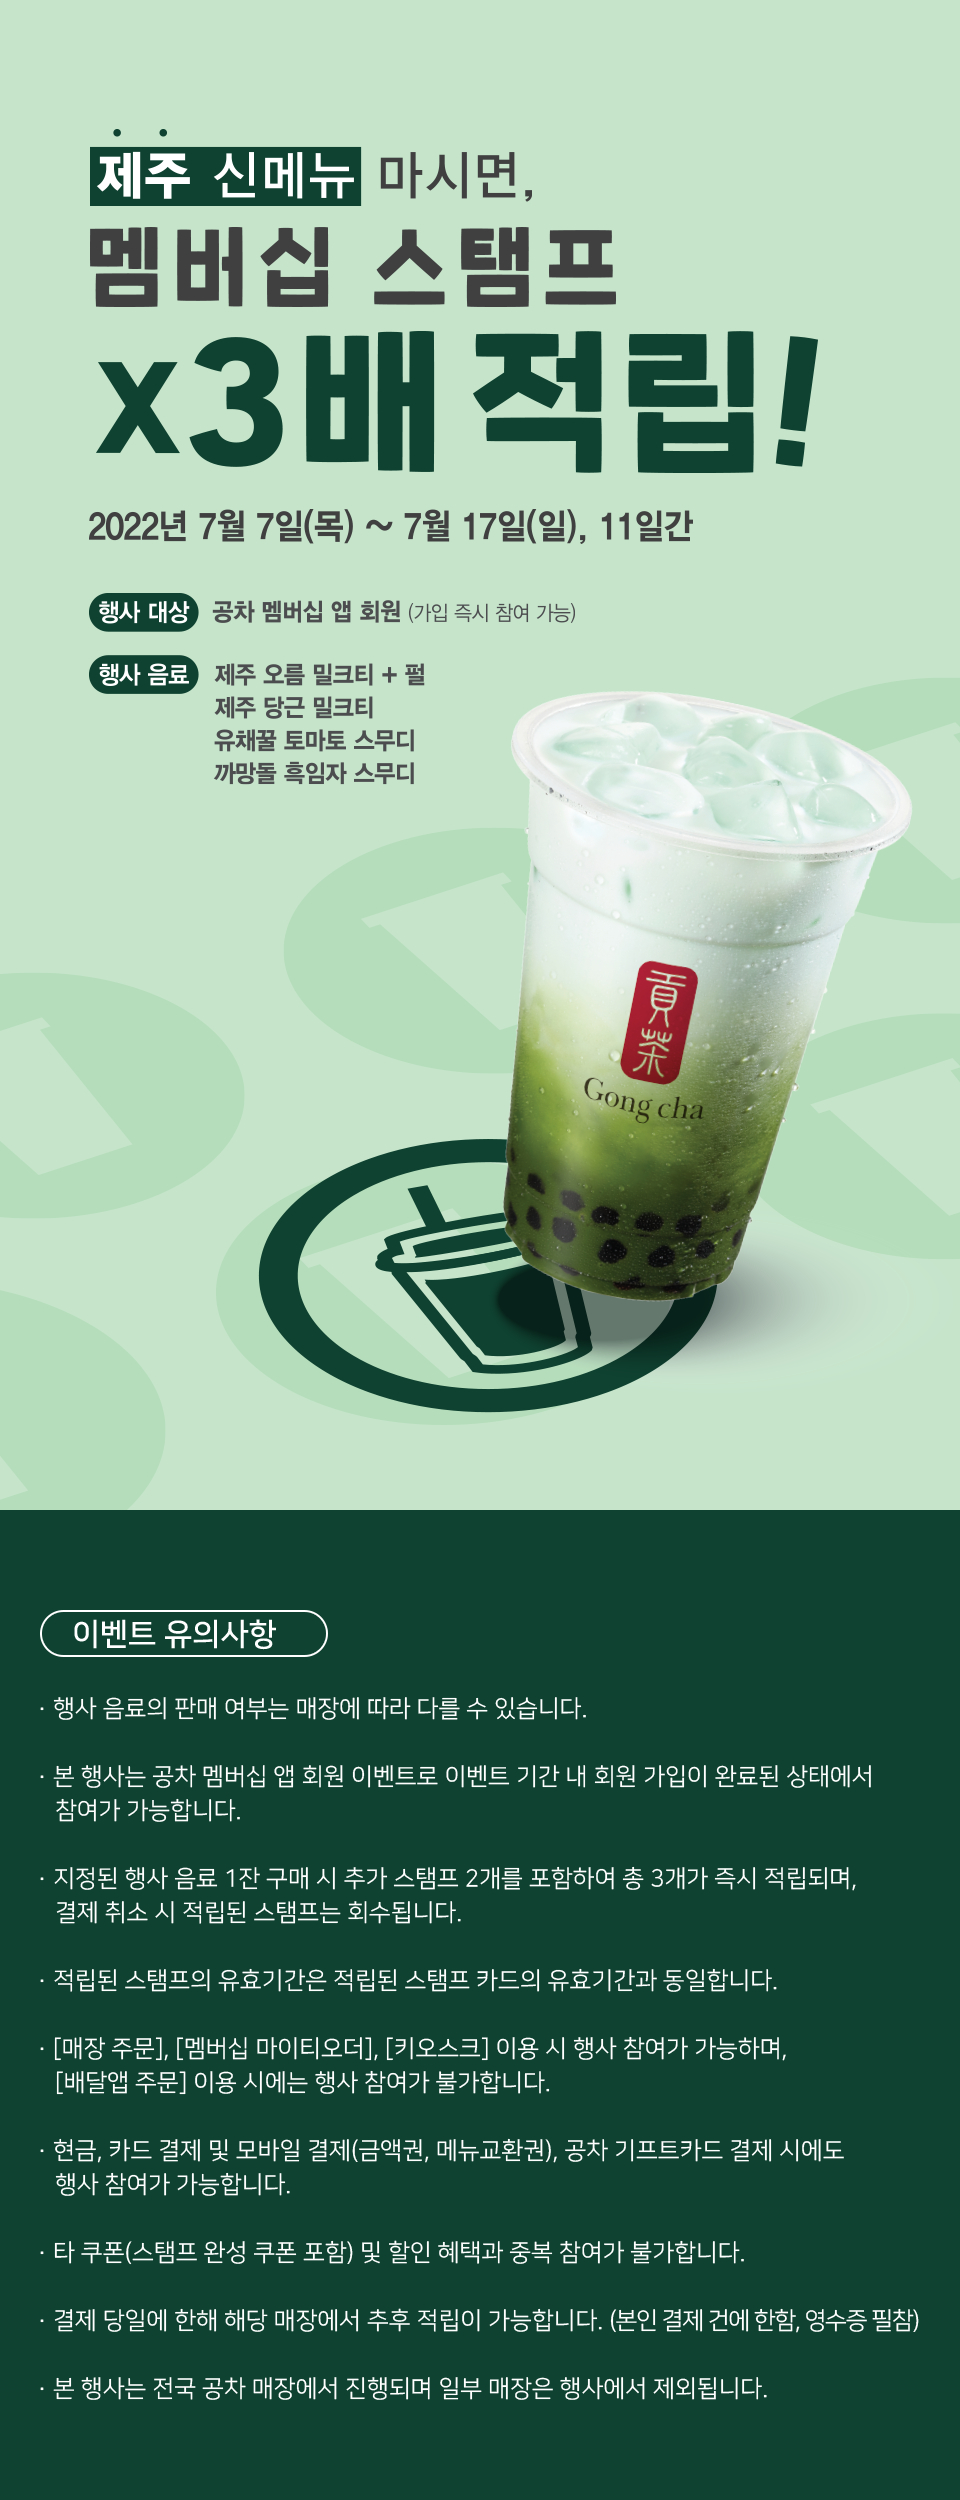 제주 신메뉴 마시면,
멤버십 스탬프
x3배 적립!
2022년 7월 7일(목) ~ 7월 17일(일), 11일간
행사 대상 공차 멤버십 앱 회원 (가입 즉시 참여 가능)
행사 음료 제주 오름 밀크티 + 펄
제주 당근 밀크티
유채꿀 토마토 스무디
까망돌 흑임자 스무디
貢茶
Gong cha
이벤트 유의사항
· 행사 음료의 판매 여부는 매장에 따라 다를 수 있습니다.
· 본 행사는 공차 멤버십 앱 회원 이벤트로 이벤트 기간 내 회원 가입이 완료된 상태에서
참여가 가능합니다.
· 지정된 행사 음료 1잔 구매 시 추가 스탬프 2개를 포함하여 총 3개가 즉시 적립되며,
결제 취소 시 적립된 스탬프는 회수됩니다.
· 적립된 스탬프의 유효기간은 적립된 스탬프 카드의 유효기간과 동일합니다.
· [매장 주문], [멤버십 마이티오더], [키오스크] 이용 시 행사 참여가 가능하며,
[배달앱 주문] 이용 시에는 행사 참여가 불가합니다.
· 현금, 카드 결제 및 모바일 결제(금액권, 메뉴교환권), 공차 기프트카드 결제 시에도
행사 참여가 가능합니다.
· 타 쿠폰(스탬프 완성 쿠폰 포함) 및 할인 혜택과 중복 참여가 불가합니다.
· 결제 당일에 한해 해당 매장에서 추후 적립이 가능합니다. (본인 결제 건에 한함, 영수증 필참)
· 본 행사는 전국 공차 매장에서 진행되며 일부 매장은 행사에서 제외됩니다.